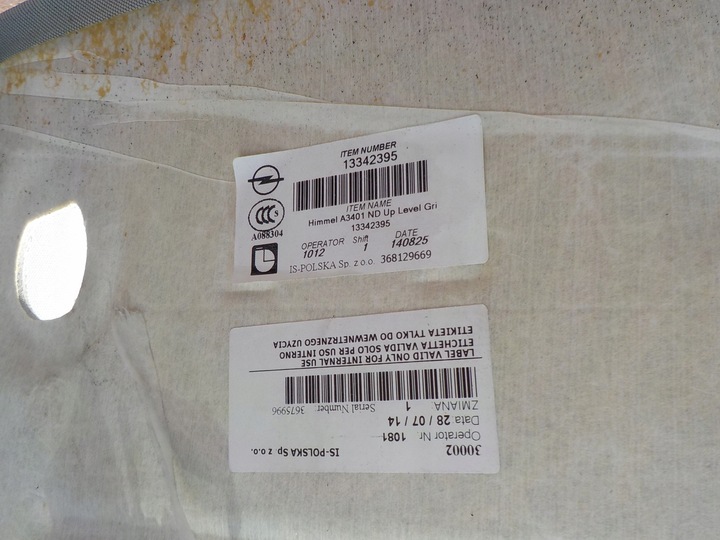 ITEM NUMBER
13342395
ITEM NAME
Himmel A3401 ND Up Level Gri
13342395
OPERATOR Shift DATE
1012 1 140825
CCC S
A088304
IS-POLSKA Sp. z o.o. 368129669
30002 IS-POLSKA Sp. z o.o.
Operator Nr 1081
Data 28 / 07 / 14
ZMIANA: 1 Serial Number 3675996
LABEL VALID ONLY FOR INTERNAL USE
ETICHETTA VALIDA SOLO PER USO INTERNO
ETIKIETA TYLKO DO WEWNETRZNEGO UZYCIA